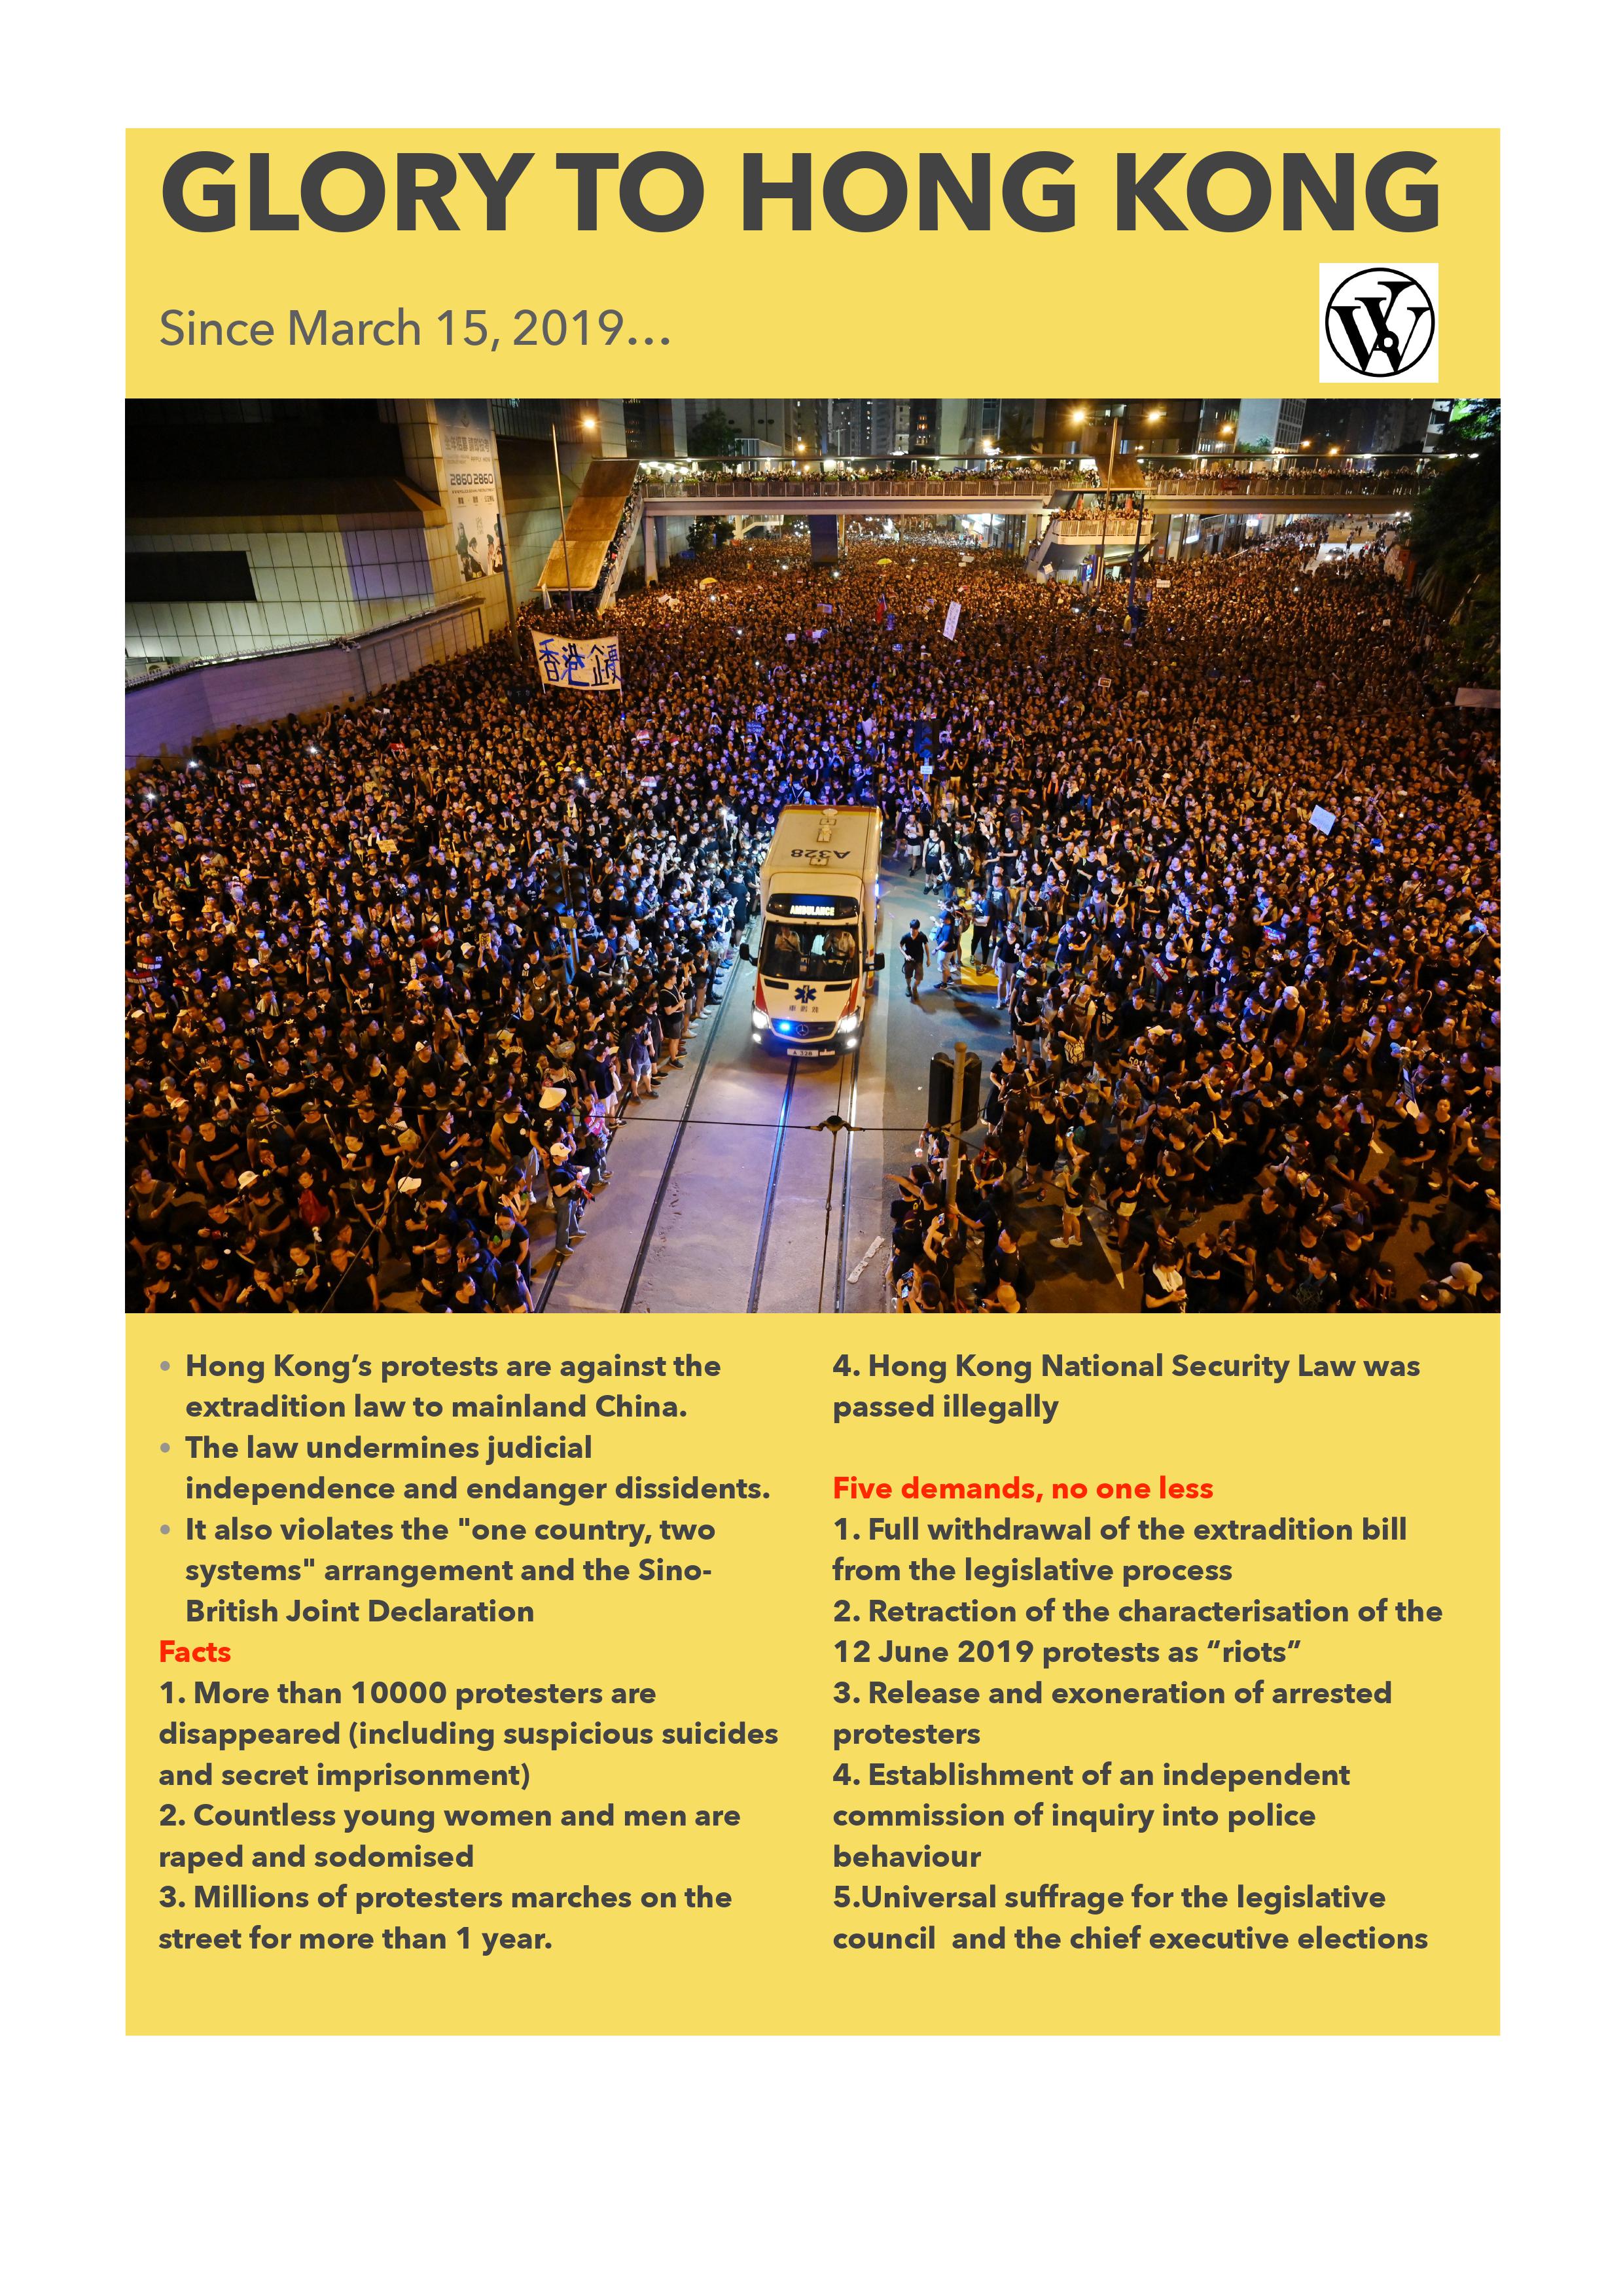 GLORY TO HONG KONG
Since March 15, 2019…
2860 2860
A328
AMBULANCE
A 328
• Hong Kong’s protests are against the
extradition law to mainland China.
• The law undermines judicial
independence and endanger dissidents.
• It also violates the "one country, two
systems" arrangement and the Sino-
British Joint Declaration
Facts
1. More than 10000 protesters are
disappeared (including suspicious suicides
and secret imprisonment)
2. Countless young women and men are
raped and sodomised
3. Millions of protesters marches on the
street for more than 1 year.
4. Hong Kong National Security Law was
passed illegally
Five demands, no one less
1. Full withdrawal of the extradition bill
from the legislative process
2. Retraction of the characterisation of the
12 June 2019 protests as “riots”
3. Release and exoneration of arrested
protesters
4. Establishment of an independent
commission of inquiry into police
behaviour
5.Universal suffrage for the legislative
council  and the chief executive elections